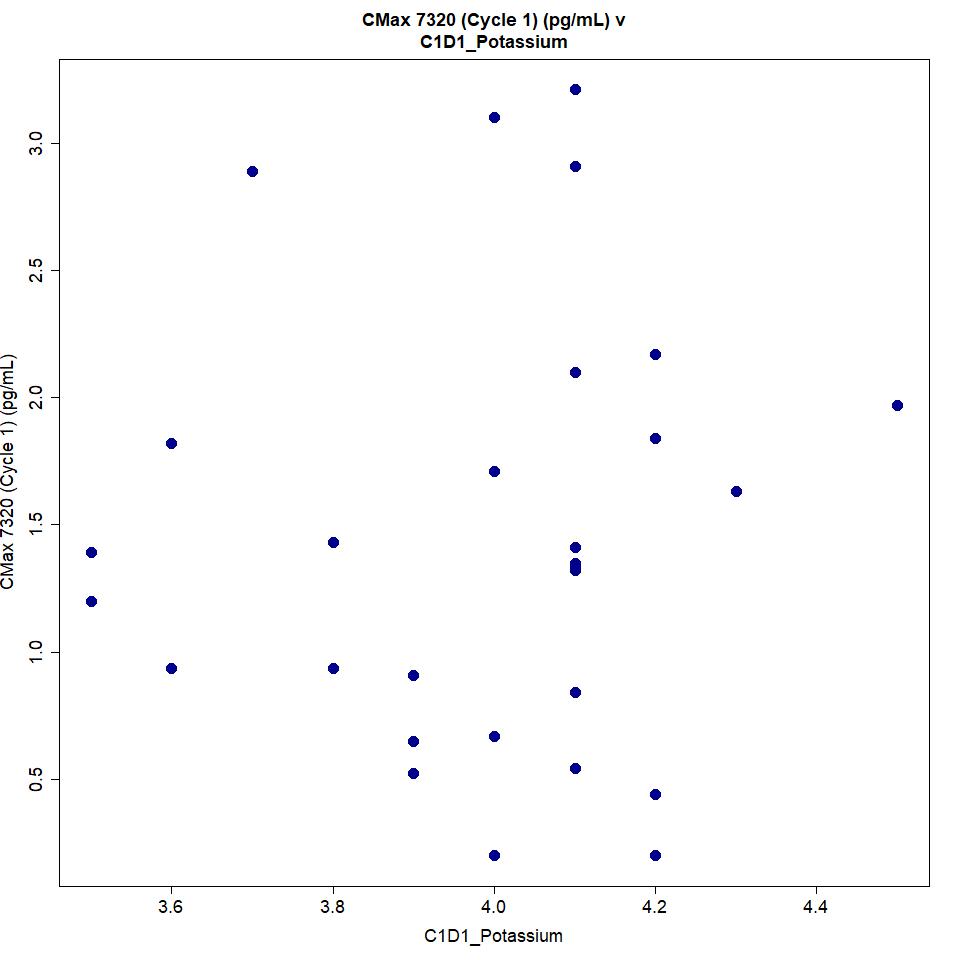 CMax 7320 (Cycle 1) (pg/mL) v
C1D1_Potassium
3.0
2.5
2.0
1.5
1.0
0.5
CMax 7320 (Cycle 1) (pg/mL)
3.6
3.8
4.0
4.2
4.4
C1D1_Potassium